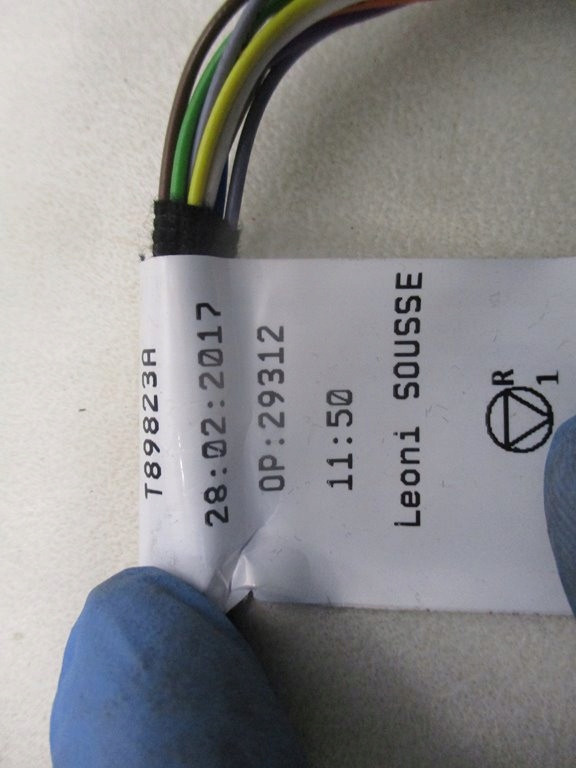 T89823A
28:02:2017
OP:29312
11:50
Leoni SOUSSE
R
1